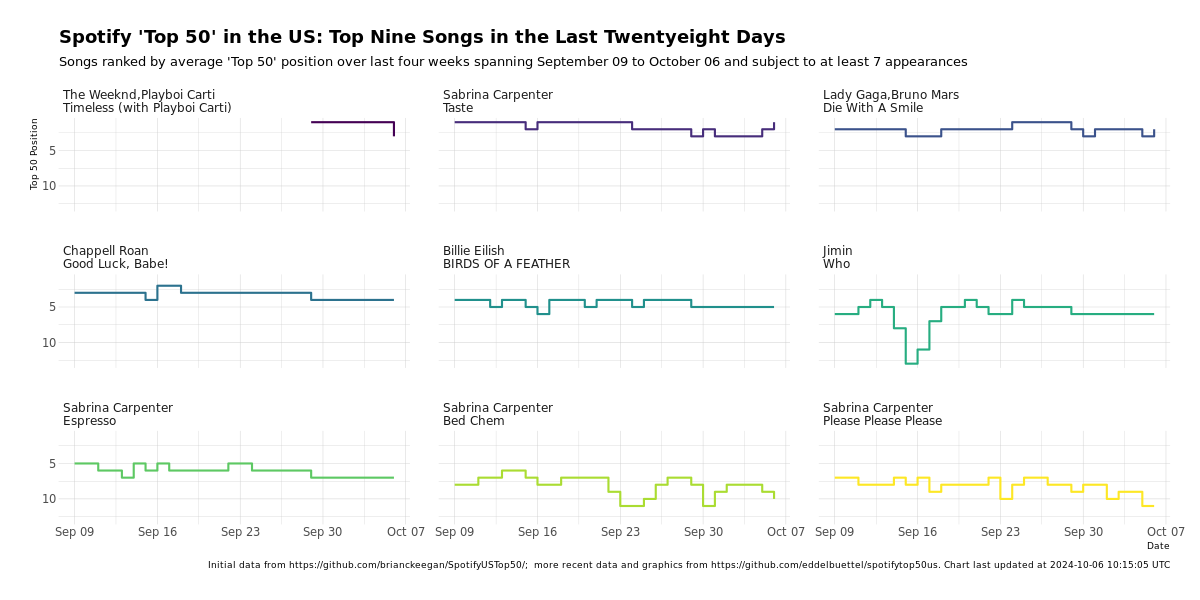 Spotify 'Top 50' in the US: Top Nine Songs in the Last Twentyeight Days
Songs ranked by average 'Top 50' position over last four weeks spanning September 09 to October 06 and subject to at least 7 appearances
The Weeknd,Playboi Carti
Timeless (with Playboi Carti)
Sabrina Carpenter
Taste
Lady Gaga,Bruno Mars
Die With A Smile
Top 50 Position
5
10
Chappell Roan
Good Luck, Babe!
Billie Eilish
BIRDS OF A FEATHER
Jimin
Who
5
10
Sabrina Carpenter
Espresso
Sabrina Carpenter
Bed Chem
Sabrina Carpenter
Please Please Please
5
10
Sep 09 Sep 16 Sep 23 Sep 30 Oct 07
Sep 09 Sep 16 Sep 23 Sep 30 Oct 07
Sep 09 Sep 16 Sep 23 Sep 30 Oct 07
Date
Initial data from https://github.com/brianckeegan/SpotifyUSTop50/;  more recent data and graphics from https://github.com/eddelbuettel/spotifytop50us. Chart last updated at 2024-10-06 10:15:05 UTC